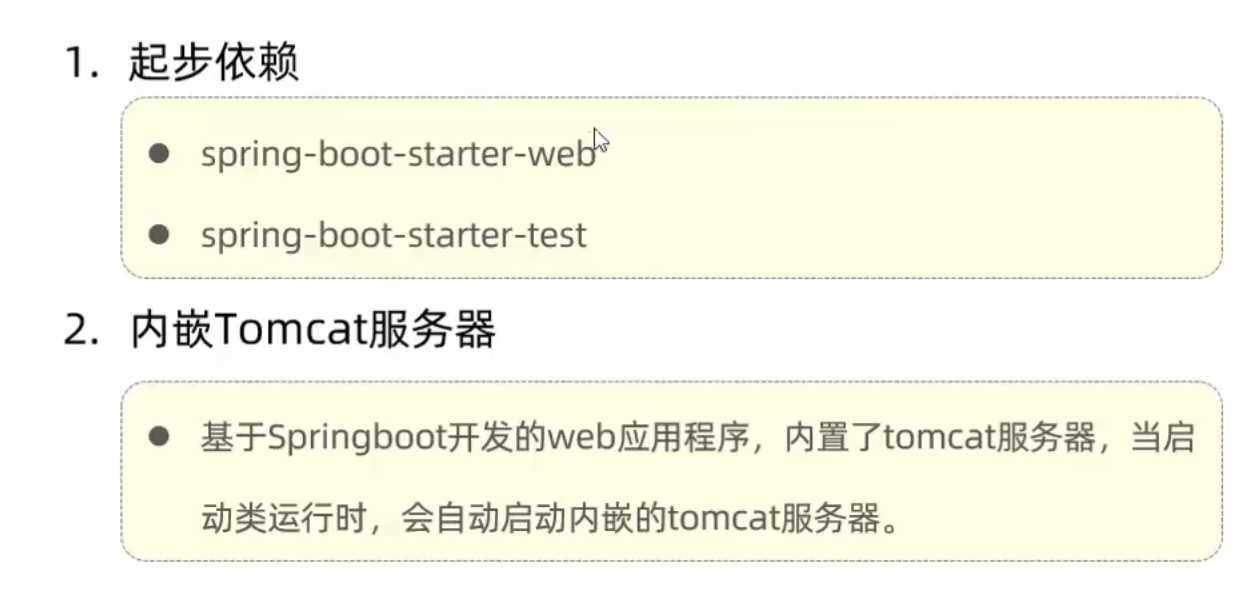 1. 起步依赖
● spring-boot-starter-web
● spring-boot-starter-test
2. 内嵌Tomcat服务器
● 基于Springboot开发的web应用程序，内置了tomcat服务器，当启
动类运行时，会自动启动内嵌的tomcat服务器。